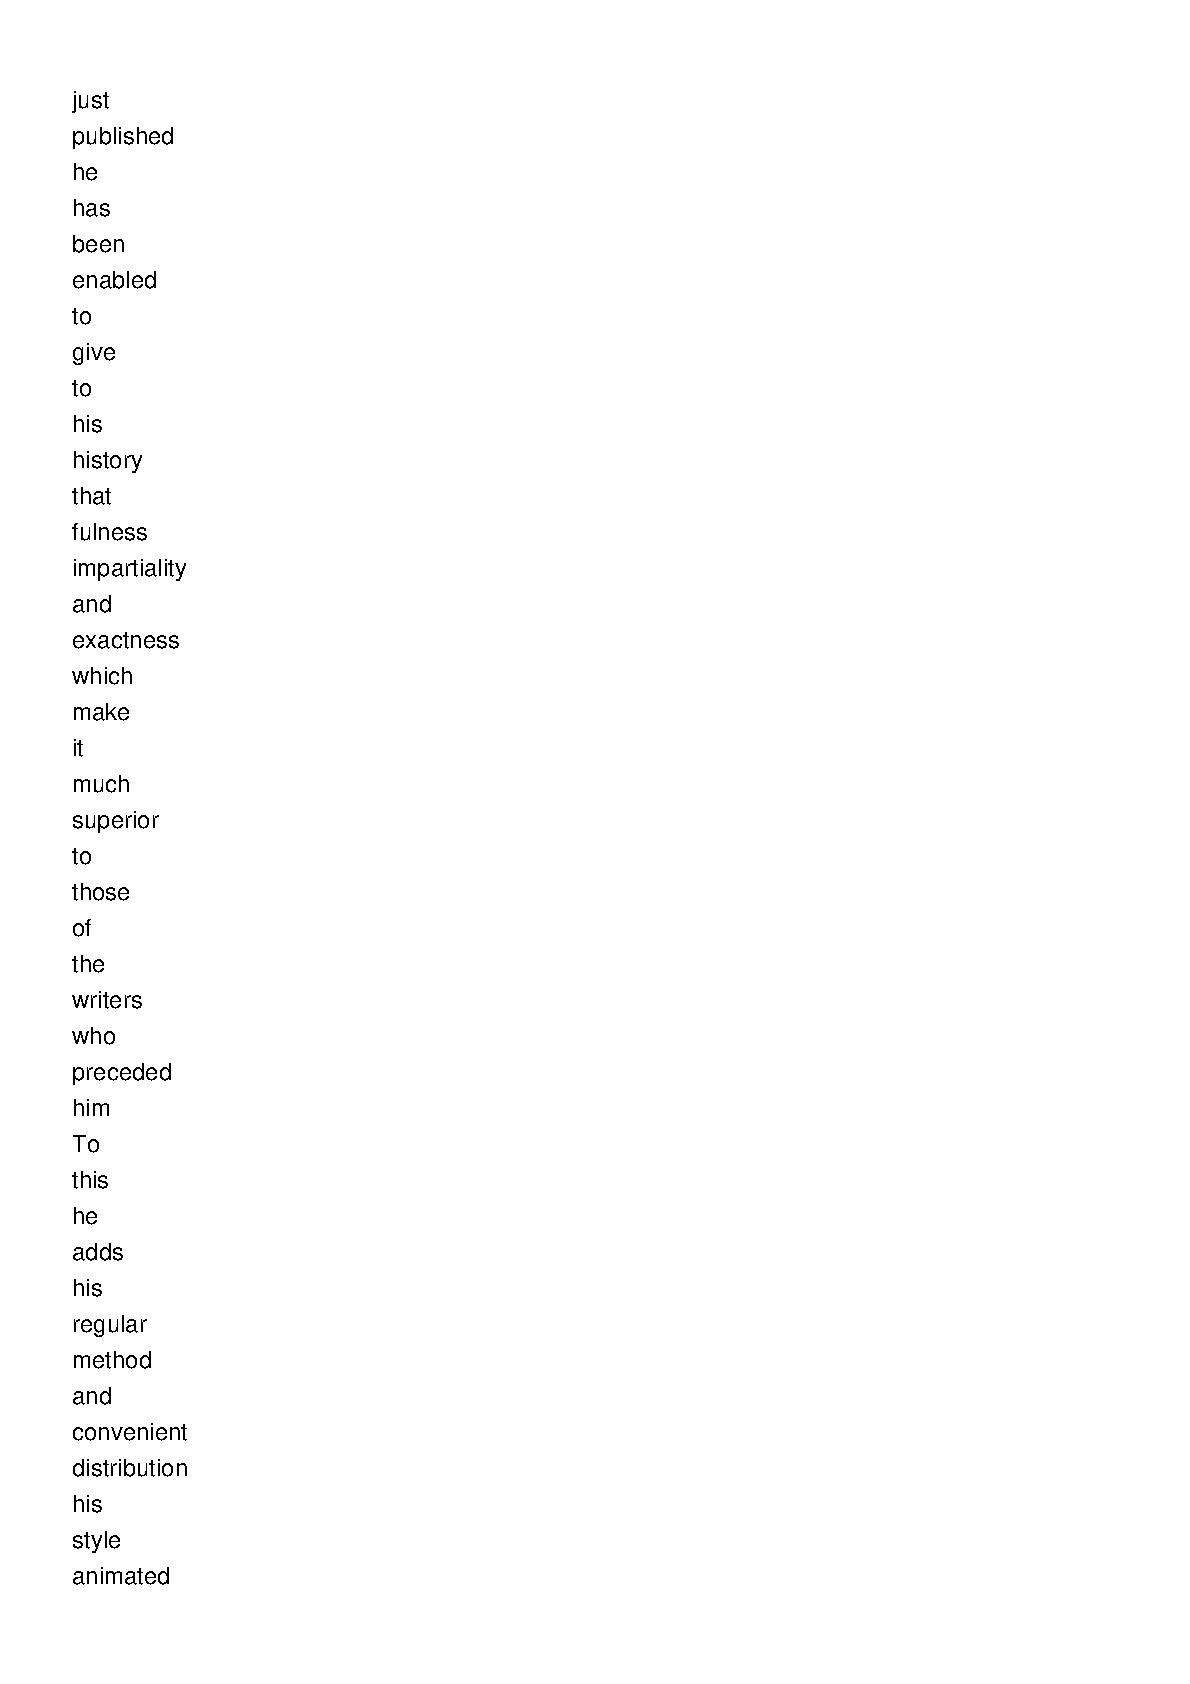 just
published
he
has
been
enabled
to
give
to
his
history
that
fulness
impartiality
and
exactness
which
make
it
much
superior
to
those
of
the
writers
who
preceded
him
To
this
he
adds
his
regular
method
and
convenient
distribution
his
style
animated